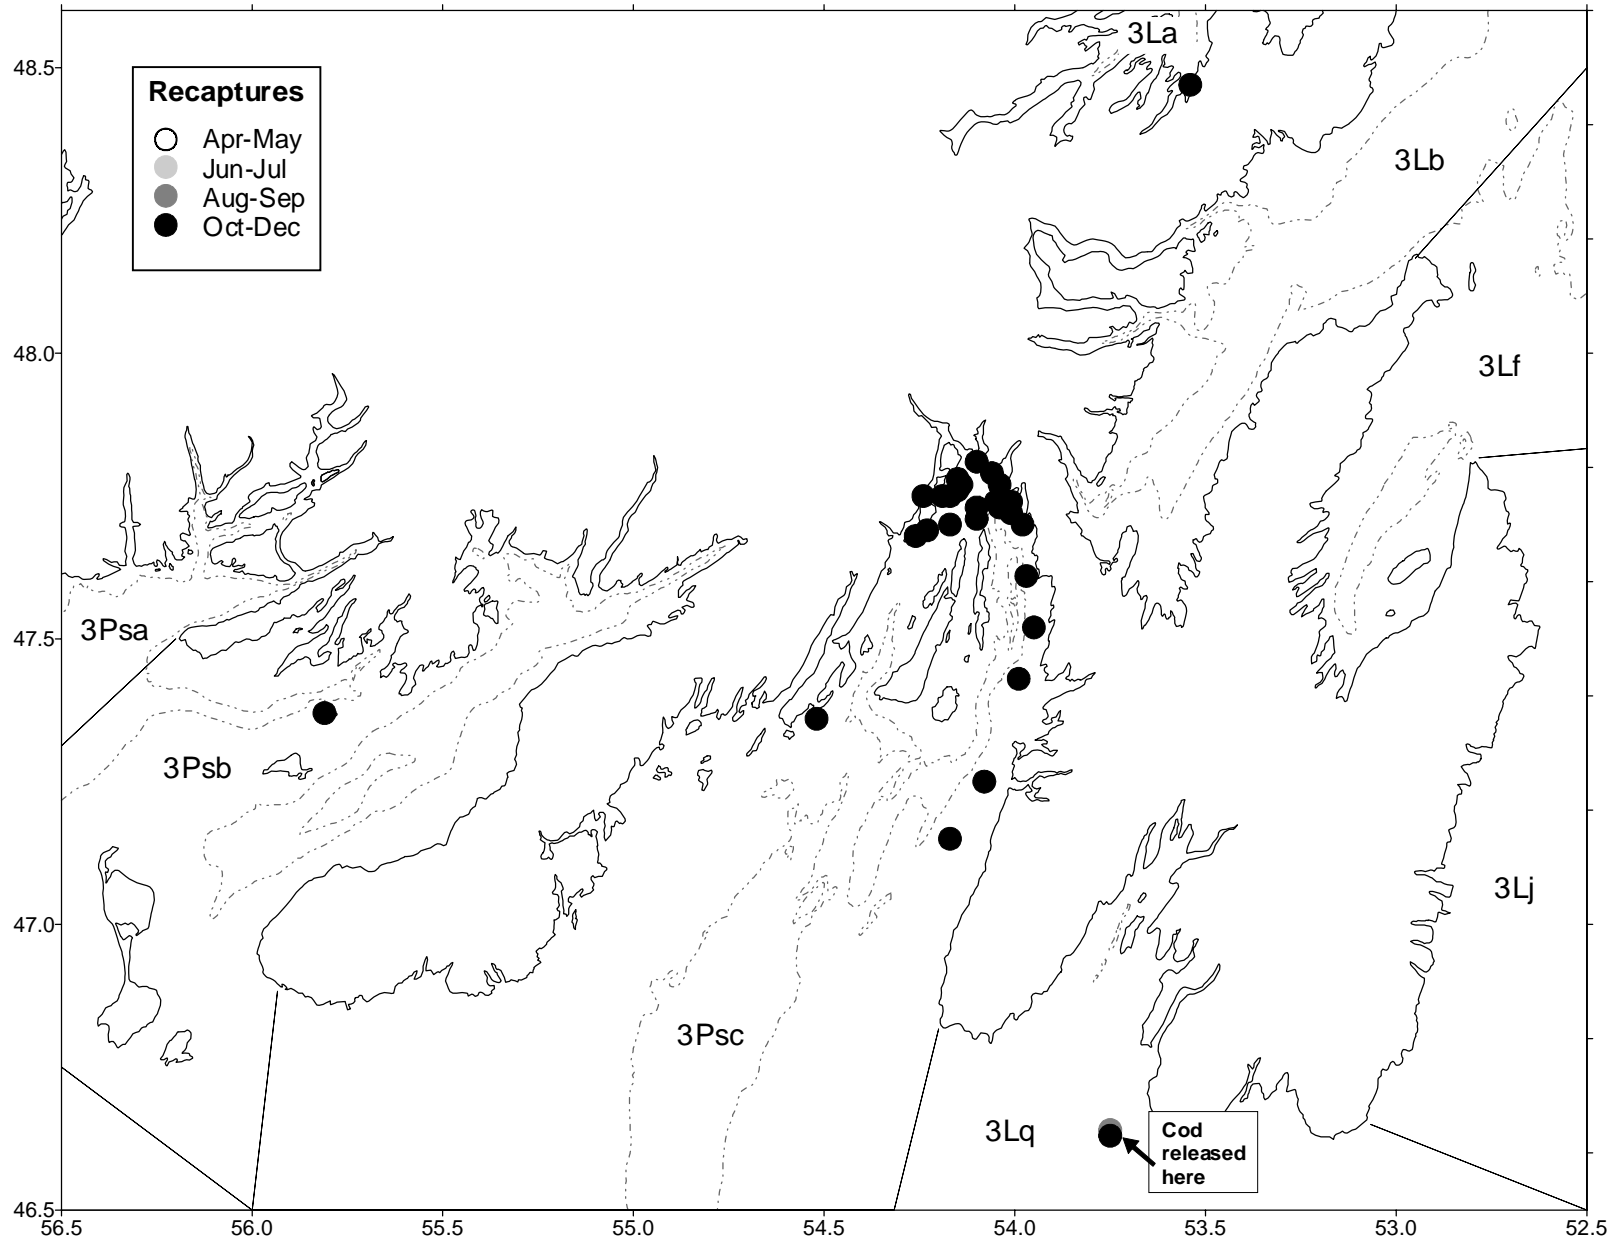 3La
48.5
Recaptures
Apr-May
Jun-Jul
Aug-Sep
Oct-Dec
3Lb
48.0
3Lf
47.5
3Psa
3Psb
3Lj
47.0
3Psc
3Lq
Cod
released
here
46.5
56.5 56.0 55.5 55.0 54.5 54.0 53.5 53.0 52.5